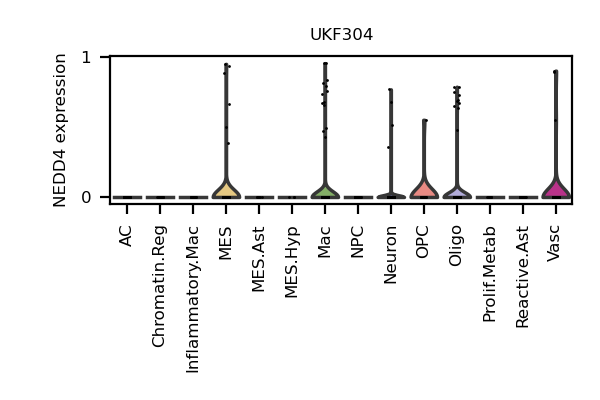 UKF304
NEDD4 expression
1
0
AC
Chromatin.Reg
Inflammatory.Mac
MES
MES.Ast
MES.Hyp
Mac
NPC
Neuron
OPC
Oligo
Prolif.Metab
Reactive.Ast
Vasc